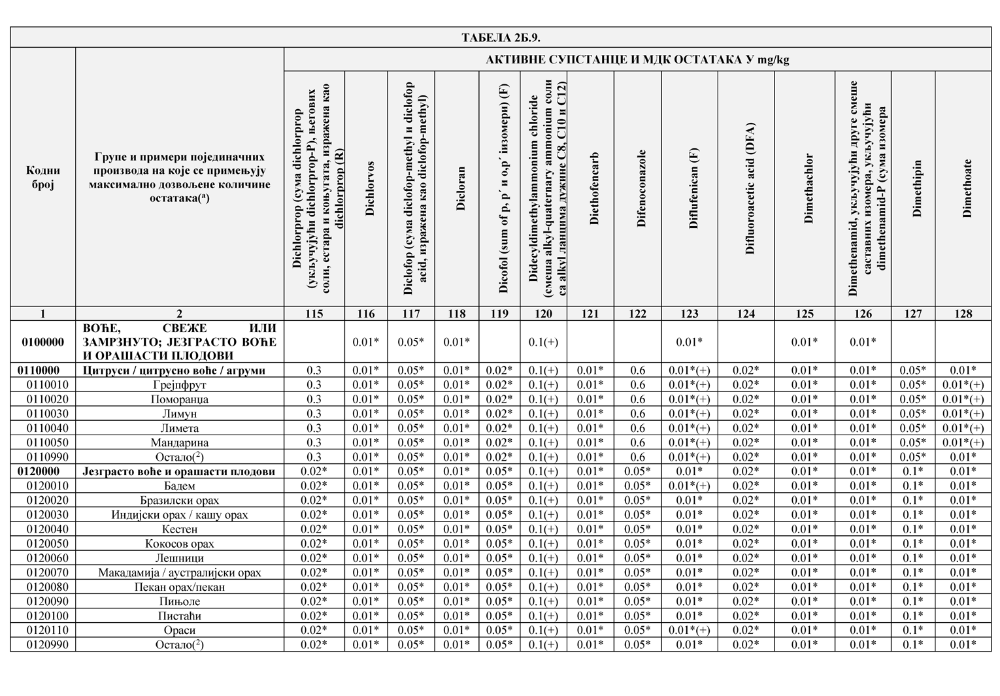 ТАБЕЛА 2Б.9.
Кодни
број
Групе и примери појединачних
производа на које се примењују
максимално дозвољене количине
остатака(ᵃ)
АКТИВНЕ СУПСТАНЦЕ И МДК ОСТАТАКА У mg/kg
Dichlorprop (сума dichlorprop
(укључујући dichlorprop-P), његових
соли, естара и коњугата, изражена као
dichlorprop (R)
Dichlorvos
Diclofop (сума diclofop-methyl и diclofop
acid, изражена као diclofop-methyl)
Dicloran
Dicofol (sum of p, p´ и o,p´ іизомери) (F)
Didecyldimethylammonium chloride
(смеша alkyl-quaternary ammonium соли
са alkyl ланцима дужине C8, C10 и C12)
Diethofencarb
Difenoconazole
Diflufenican (F)
Difluoroacetic acid (DFA)
Dimethachlor
Dimethenamid, укључујући друге смеше
саставних изомера, укључујући
dimethenamid-P (сума изомера
Dimethipin
Dimethoate
1 2 115 116 117 118 119 120 121 122 123 124 125 126 127 128
0100000 ВОЋЕ, СВЕЖЕ ИЛИ
ЗАМРЗНУТО; ЈЕЗГРАСТО ВОЋЕ 0.01* 0.05* 0.01* 0.1(+) 0.01* 0.01* 0.01*
И ОРАШАСТИ ПЛОДОВИ
0110000 Цитруси / цитрусно воће / агруми 0.3 0.01* 0.05* 0.01* 0.02* 0.1(+) 0.01* 0.6 0.01*(+) 0.02* 0.01* 0.01* 0.05* 0.01*
0110010 Грејпфрут 0.3 0.01* 0.05* 0.01* 0.02* 0.1(+) 0.01* 0.6 0.01*(+) 0.02* 0.01* 0.01* 0.05* 0.01*(+)
0110020 Поморанџа 0.3 0.01* 0.05* 0.01* 0.02* 0.1(+) 0.01* 0.6 0.01*(+) 0.02* 0.01* 0.01* 0.05* 0.01*(+)
0110030 Лимун 0.3 0.01* 0.05* 0.01* 0.02* 0.1(+) 0.01* 0.6 0.01*(+) 0.02* 0.01* 0.01* 0.05* 0.01*(+)
0110040 Лимета 0.3 0.01* 0.05* 0.01* 0.02* 0.1(+) 0.01* 0.6 0.01*(+) 0.02* 0.01* 0.01* 0.05* 0.01*(+)
0110050 Мандарина 0.3 0.01* 0.05* 0.01* 0.02* 0.1(+) 0.01* 0.6 0.01*(+) 0.02* 0.01* 0.01* 0.05* 0.01*(+)
0110990 Остало(²) 0.3 0.01* 0.05* 0.01* 0.02* 0.1(+) 0.01* 0.6 0.01*(+) 0.02* 0.01* 0.01* 0.05* 0.01*
0120000 Језграсто воће и орашасти плодови 0.02* 0.01* 0.05* 0.01* 0.05* 0.1(+) 0.01* 0.05* 0.01* 0.02* 0.01* 0.01* 0.1* 0.01*
0120010 Бадем 0.02* 0.01* 0.05* 0.01* 0.05* 0.1(+) 0.01* 0.05* 0.01*(+) 0.02* 0.01* 0.01* 0.1* 0.01*
0120020 Бразилски орах 0.02* 0.01* 0.05* 0.01* 0.05* 0.1(+) 0.01* 0.05* 0.01* 0.02* 0.01* 0.01* 0.1* 0.01*
0120030 Индијски орах / кашу орах 0.02* 0.01* 0.05* 0.01* 0.05* 0.1(+) 0.01* 0.05* 0.01* 0.02* 0.01* 0.01* 0.1* 0.01*
0120040 Кестен 0.02* 0.01* 0.05* 0.01* 0.05* 0.1(+) 0.01* 0.05* 0.01* 0.02* 0.01* 0.01* 0.1* 0.01*
0120050 Кокосов орах 0.02* 0.01* 0.05* 0.01* 0.05* 0.1(+) 0.01* 0.05* 0.01* 0.02* 0.01* 0.01* 0.1* 0.01*
0120060 Лешници 0.02* 0.01* 0.05* 0.01* 0.05* 0.1(+) 0.01* 0.05* 0.01* 0.02* 0.01* 0.01* 0.1* 0.01*
0120070 Макадамија / аустралијски орах 0.02* 0.01* 0.05* 0.01* 0.05* 0.1(+) 0.01* 0.05* 0.01* 0.02* 0.01* 0.01* 0.1* 0.01*
0120080 Пекан орах/пекан 0.02* 0.01* 0.05* 0.01* 0.05* 0.1(+) 0.01* 0.05* 0.01* 0.02* 0.01* 0.01* 0.1* 0.01*
0120090 Пињоле 0.02* 0.01* 0.05* 0.01* 0.05* 0.1(+) 0.01* 0.05* 0.01* 0.02* 0.01* 0.01* 0.1* 0.01*
0120100 Пистаћи 0.02* 0.01* 0.05* 0.01* 0.05* 0.1(+) 0.01* 0.05* 0.01* 0.02* 0.01* 0.01* 0.1* 0.01*
0120110 Ораси 0.02* 0.01* 0.05* 0.01* 0.05* 0.1(+) 0.01* 0.05* 0.01*(+) 0.02* 0.01* 0.01* 0.1* 0.01*
0120990 Остало(²) 0.02* 0.01* 0.05* 0.01* 0.05* 0.1(+) 0.01* 0.05* 0.01* 0.02* 0.01* 0.01* 0.1* 0.01*